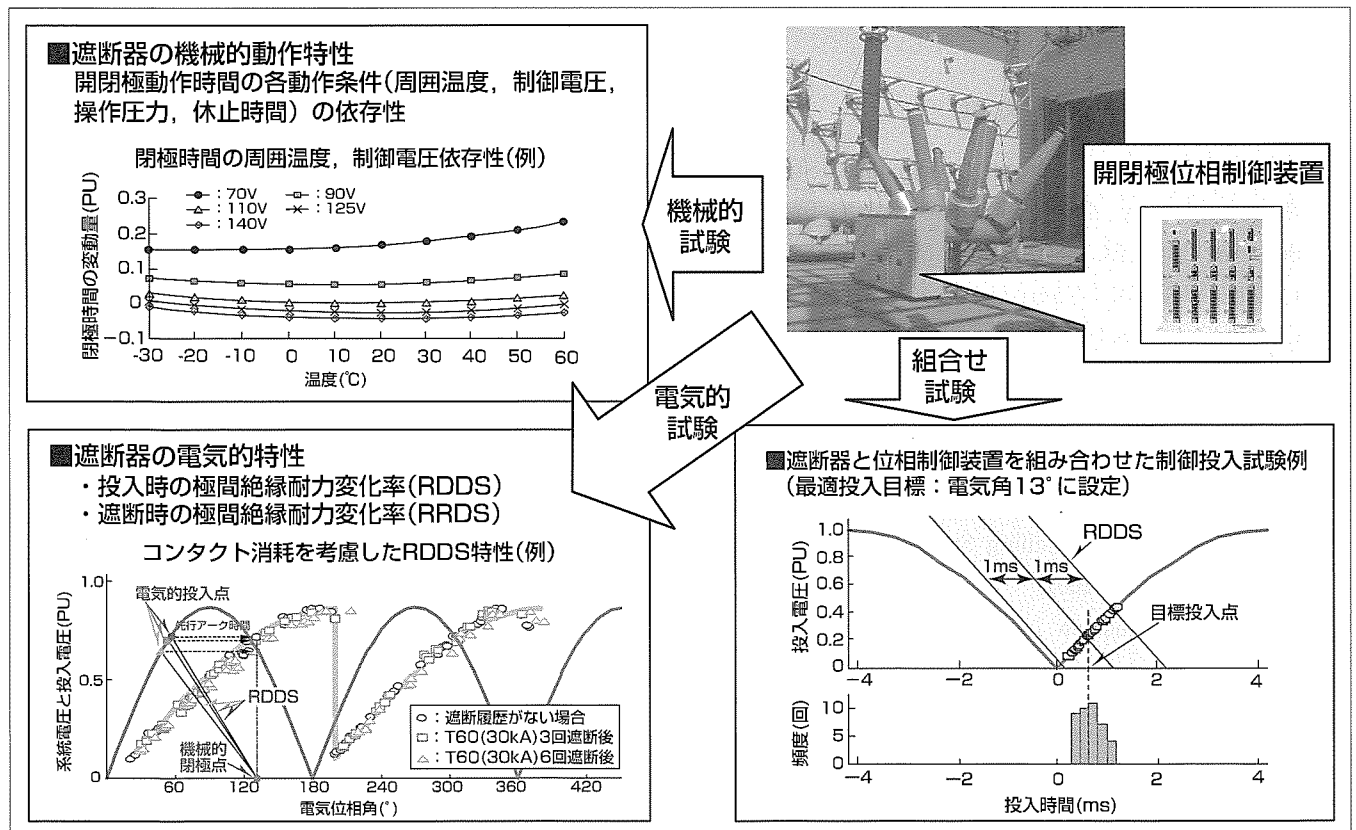 ■遮断器の機械的動作特性
開閉極動作時間の各動作条件(周囲温度，制御電圧，
操作圧力，休止時間）の依存性
閉極時間の周囲温度，制御電圧依存性(例)
閉極時間の変動量(PU)
0.3
0.2
0.1
0
-0.1
：70V
：90V
：110V
：125V
：140V
-30 -20 -10 0 10 20 30 40 50 60
温度(℃)
機械的
試験
開閉極位相制御装置
組合せ
試験
電気的
試験
■遮断器の電気的特性
・投入時の極間絶縁耐力変化率(RDDS)
・遮断時の極間絶縁耐力変化率(RRDS)
コンタクト消耗を考慮したRDDS特性(例)
系統電圧と投入電圧(PU)
1.0
0.5
0
電気的投入点
先行アーク時間
RDDS
機械的
閉極点
：遮断履歴がない場合
：T60(30kA)3回遮断後
：T60(30kA)6回遮断後
60 120 180 240 300 360 420
電気位相角(°)
■遮断器と位相制御装置を組み合わせた制御投入試験例
(最適投入目標：電気角13°に設定)
投入電圧(PU)
1.0
0.8
0.6
0.4
0.2
0
RDDS
1ms 1ms
目標投入点
−4 −2 0 2 4
頻度(回)
10
5
0
−4 −2 0 2 4
投入時間(ms)